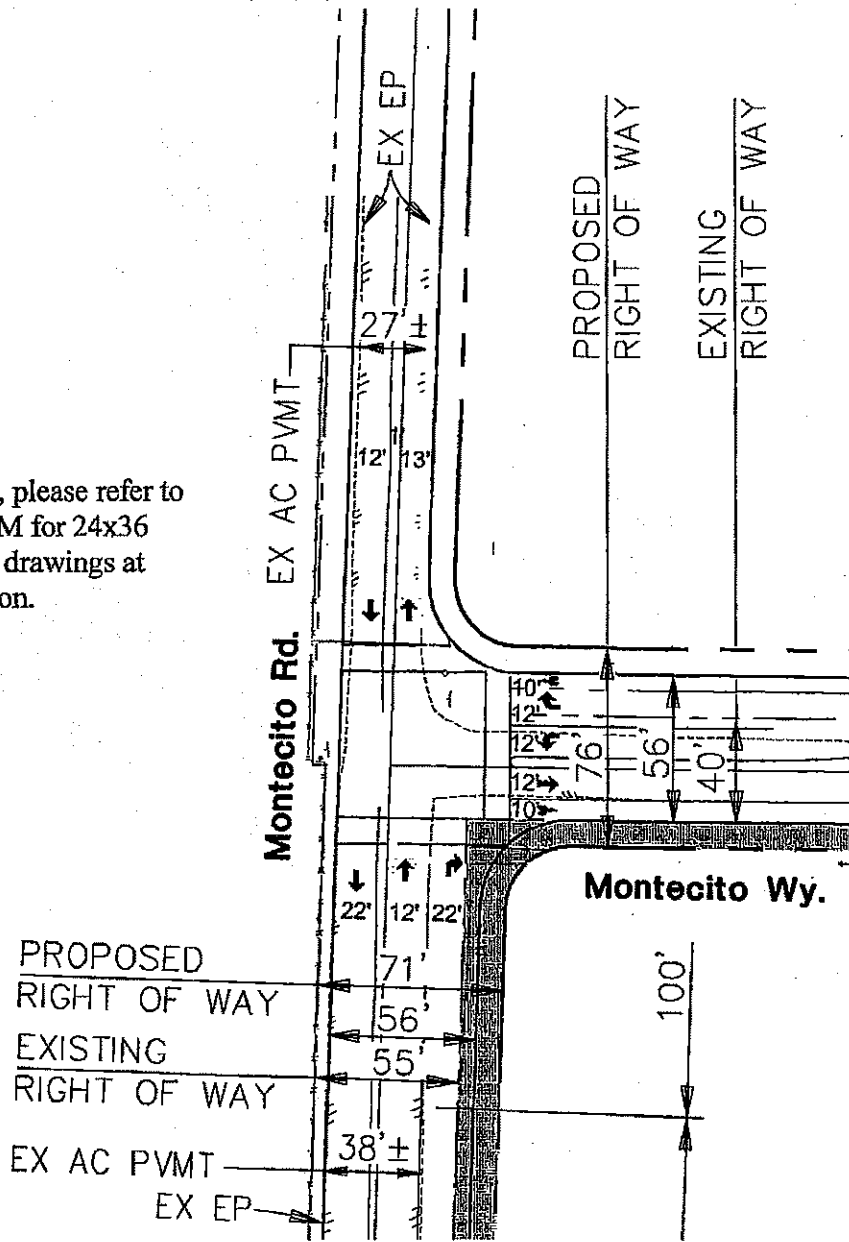 EX EP
PROPOSED
RIGHT OF WAY
EXISTING
RIGHT OF WAY
27' ±
EX AC PVMT
12'
1'
13'
, please refer to
M for 24x36
drawings at
on.
Montecito Rd.
10'
12'
12'
12'
10'
76'
56'
40'
Montecito Wy.
22'
12'
22'
PROPOSED
RIGHT OF WAY
71'
56'
EXISTING
RIGHT OF WAY
55'
100'
EX AC PVMT
38'±
EX EP